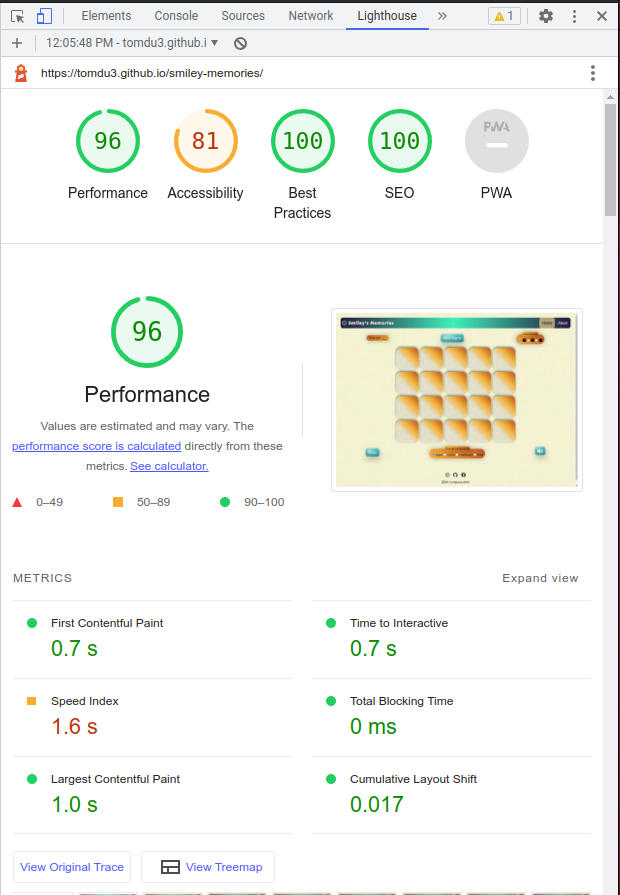 Elements Console Sources Network Lighthouse » 1
+ 12:05:48 PM - tomdu3.github.i
https://tomdu3.github.io/smiley-memories/
96 81 100 100 PWA
Performance Accessibility Best Practices SEO PWA
96
Smiley's Memories
Performance
Values are estimated and may vary. The
performance score is calculated directly from these
metrics. See calculator.
0–49 50–89 90–100
METRICS Expand view
First Contentful Paint Time to Interactive
0.7 s 0.7 s
Speed Index Total Blocking Time
1.6 s 0 ms
Largest Contentful Paint Cumulative Layout Shift
1.0 s 0.017
View Original Trace View Treemap